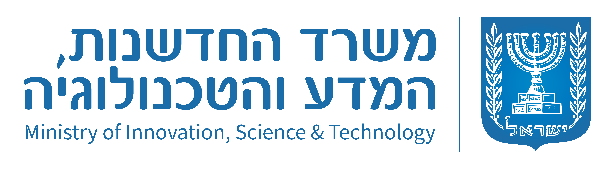 משרד החדשנות,
המדע והטכנולוגיה
Ministry of Innovation, Science & Technology
ישראל